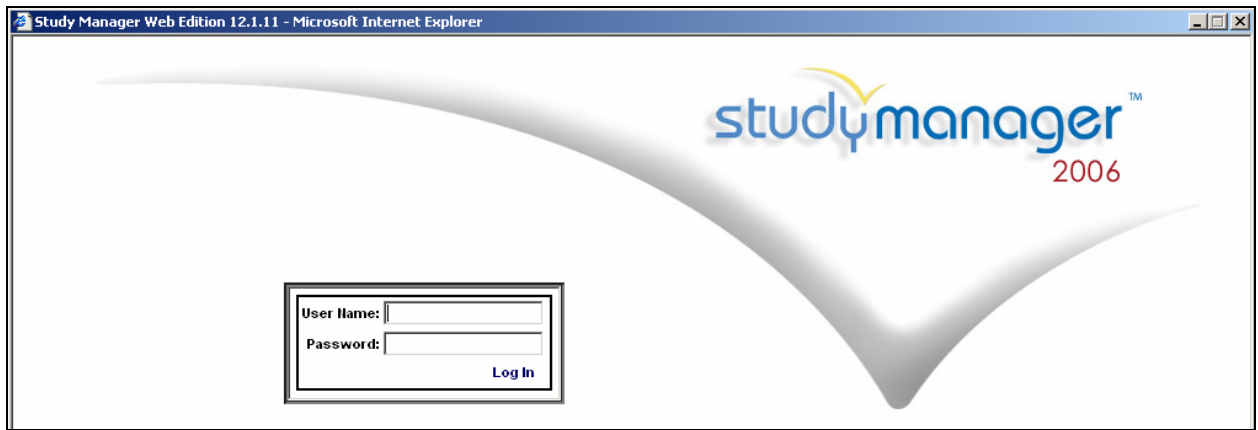 Study Manager Web Edition 12.1.11 - Microsoft Internet Explorer
studymanager™
2006
User Name:
Password:
Log In